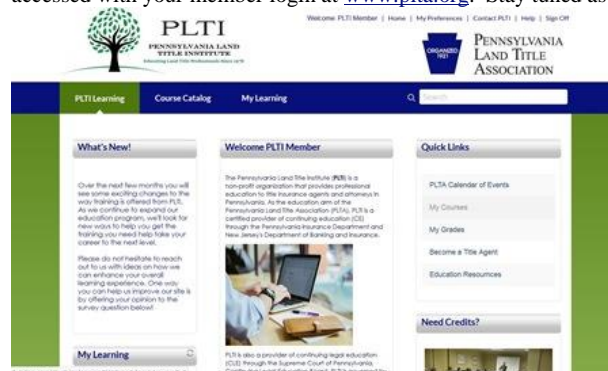 accessed with your member login at www.plta.org. Stay tuned as
Welcome PLTI Member | Home | My Preferences | Contact PLTI | Help | Sign Off
PLTI
PENNSYLVANIA LAND
TITLE INSTITUTE
Educating Land Title Professionals Since
ORGANIZED
1921
PENNSYLVANIA
LAND TITLE
ASSOCIATION
PLTI Learning
Course Catalog
My Learning
Search
What's New!
Over the next few months you will
see some exciting changes to the
way training is offered from PLTI.
As we continue to expand our
education program, we'll look for
new ways to help you get the
training you need help take your
career to the next level.
Please do not hesitate to reach
out to us with ideas on how we
can enhance your overall
learning experience. One way
you can help us improve our site is
by offering your opinion to the
survey question below!
My Learning
Welcome PLTI Member
The Pennsylvania Land Title Institute (PLTI) is a
non-profit organization that provides professional
education to title insurance agents and attorneys in
Pennsylvania. As the education arm of the
Pennsylvania Land Title Association (PLTA), PLTI is a
certified provider of continuing education (CE)
through the Pennsylvania Insurance Department and
New Jersey's Department of Banking and Insurance.
PLTI is also a provider of continuing legal education
(CLE) through the Supreme Court of Pennsylvania,
Quick Links
PLTA Calendar of Events
My Courses
My Grades
Become a Title Agent
Education Resources
Need Credits?